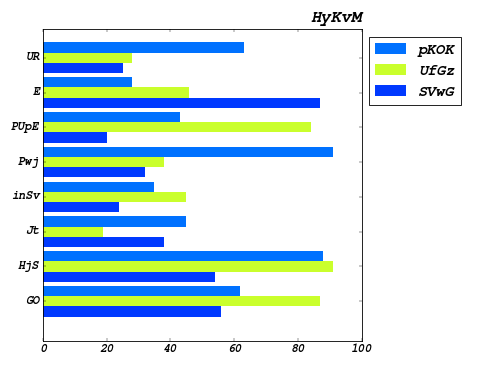 HyKvM
pKOK
UfGz
SVwG
UR
E
PUpE
Pwj
inSv
Jt
HjS
GO
0 20 40 60 80 100